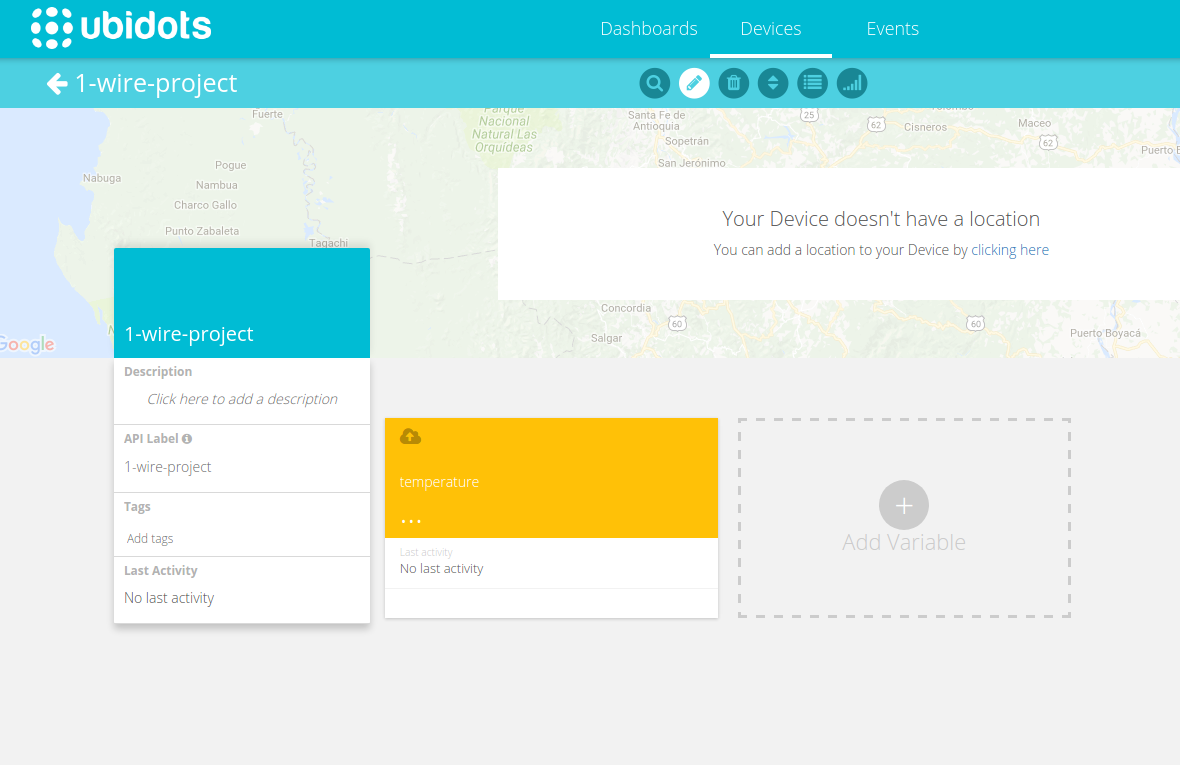 ubidots
Dashboards
Devices
Events
1-wire-project
Fuerte
Parque
Nacional
Natural Las
Orquídeas
Santa Fe de
Antioquia
25
62
Cisneros
Maceo
62
Sopetrán
San Jerónimo
Puerto B
Pogue
Nabuga
Nambua
Charco Gallo
Punto Zabaleta
Tagachi
Your Device doesn't have a location
You can add a location to your Device by clicking here
Concordia
60
60
Salgar
Puerto Boyacá
Google
1-wire-project
Description
Click here to add a description
API Label
1-wire-project
Tags
Add tags
Last Activity
No last activity
temperature
...
Last activity
No last activity
Add Variable